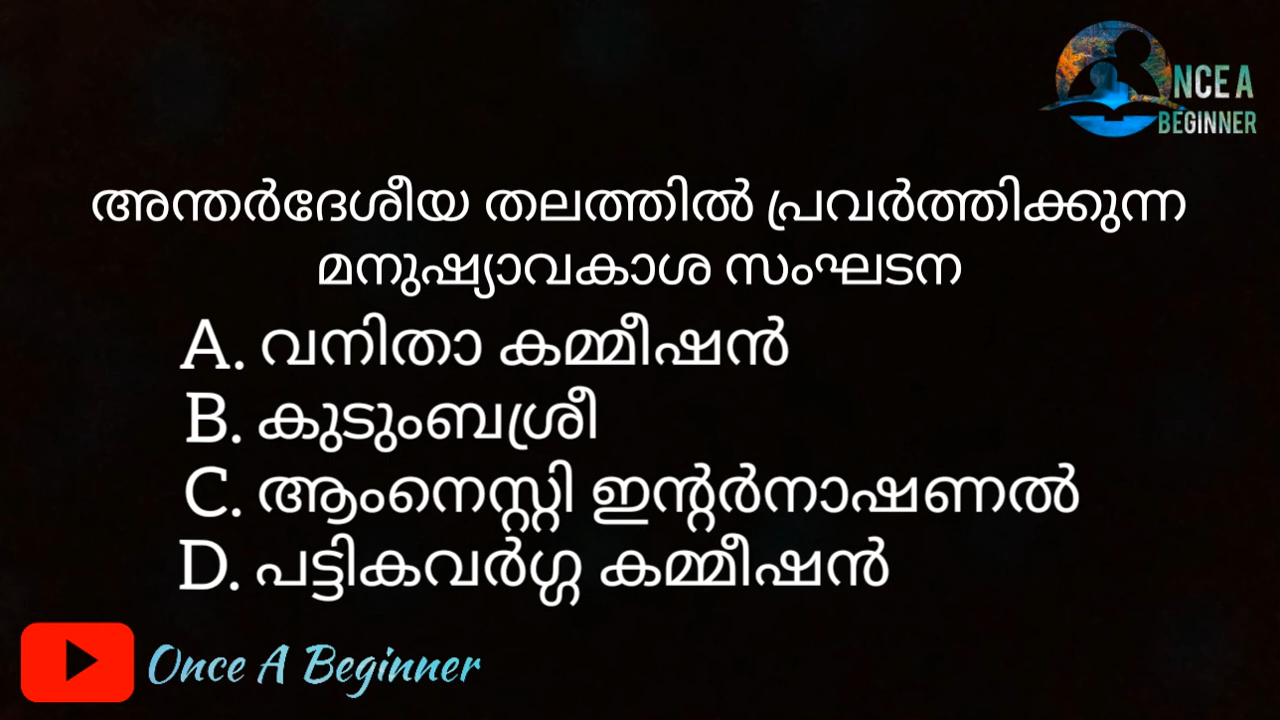 NCE A
BEGINNER
അന്തർദേശീയ തലത്തിൽ പ്രവർത്തിക്കുന്ന
മനുഷ്യാവകാശ സംഘടന
A. വനിതാ കമ്മീഷൻ
B. കുടുംബശ്രീ
C. ആംനെസ്റ്റി ഇന്റർനാഷണൽ
D. പട്ടികവർഗ്ഗ കമ്മീഷൻ
Once A Beginner